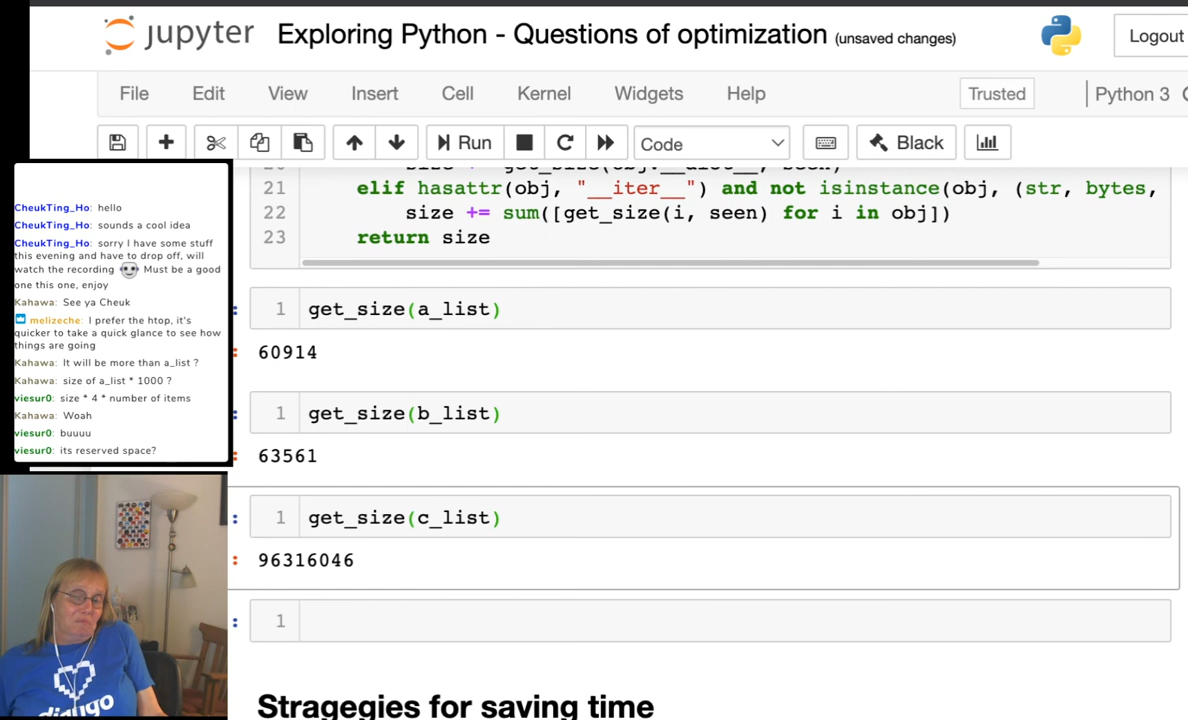 jupyter Exploring Python - Questions of optimization (unsaved changes) Logout
File Edit View Insert Cell Kernel Widgets Help Trusted Python 3
Run Code Black
21 elif hasattr(obj, "__iter__") and not isinstance(obj, (str, bytes,
22 size += sum([get_size(i, seen) for i in obj])
23 return size
1 get_size(a_list)
60914
1 get_size(b_list)
63561
1 get_size(c_list)
96316046
1
Stragegies for saving time
CheukTing_Ho: hello
CheukTing_Ho: sounds a cool idea
CheukTing_Ho: sorry I have some stuff
this evening and have to drop off, will
watch the recording Must be a good
one this one, enjoy
Kahawa: See ya Cheuk
melizeche: I prefer the htop, it's
quicker to take a quick glance to see how
things are going
Kahawa: It will be more than a_list ?
Kahawa: size of a_list * 1000 ?
viesur0: size * 4 * number of items
Kahawa: Woah
viesur0: buuuu
viesur0: its reserved space?